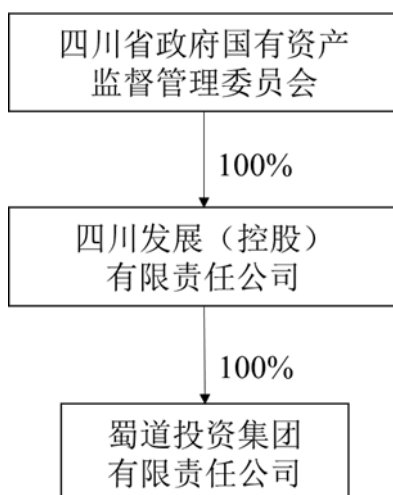 四川省政府国有资产
监督管理委员会
100%
四川发展（控股）
有限责任公司
100%
蜀道投资集团
有限责任公司